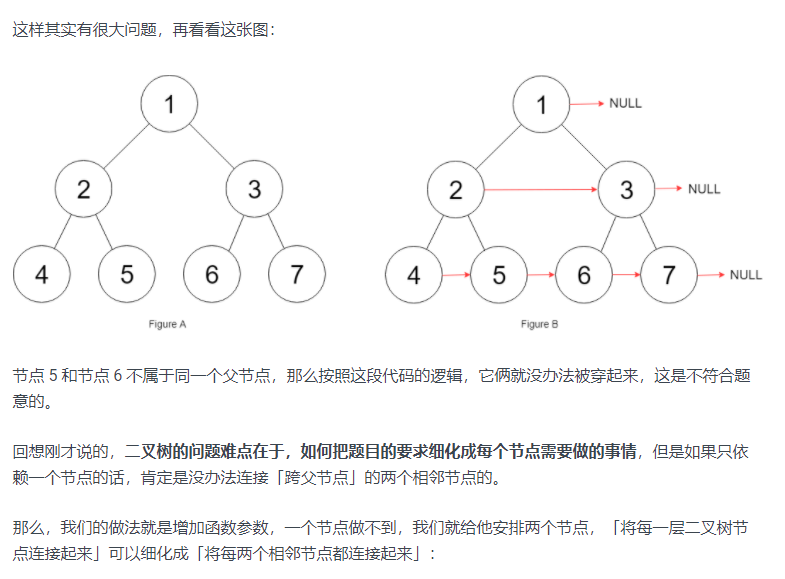 这样其实有很大问题，再看看这张图：
1
1
NULL
2
3
2
3
NULL
4
5
6
7
4
5
6
7
NULL
Figure A
Figure B
节点 5 和节点 6 不属于同一个父节点，那么按照这段代码的逻辑，它俩就没办法被穿起来，这是不符合题
意的。
回想刚才说的，二叉树的问题难点在于，如何把题目的要求细化成每个节点需要做的事情，但是如果只依
赖一个节点的话，肯定是没办法连接「跨父节点」的两个相邻节点的。
那么，我们的做法就是增加函数参数，一个节点做不到，我们就给他安排两个节点，「将每一层二叉树节
点连接起来」可以细化成「将每两个相邻节点都连接起来」：